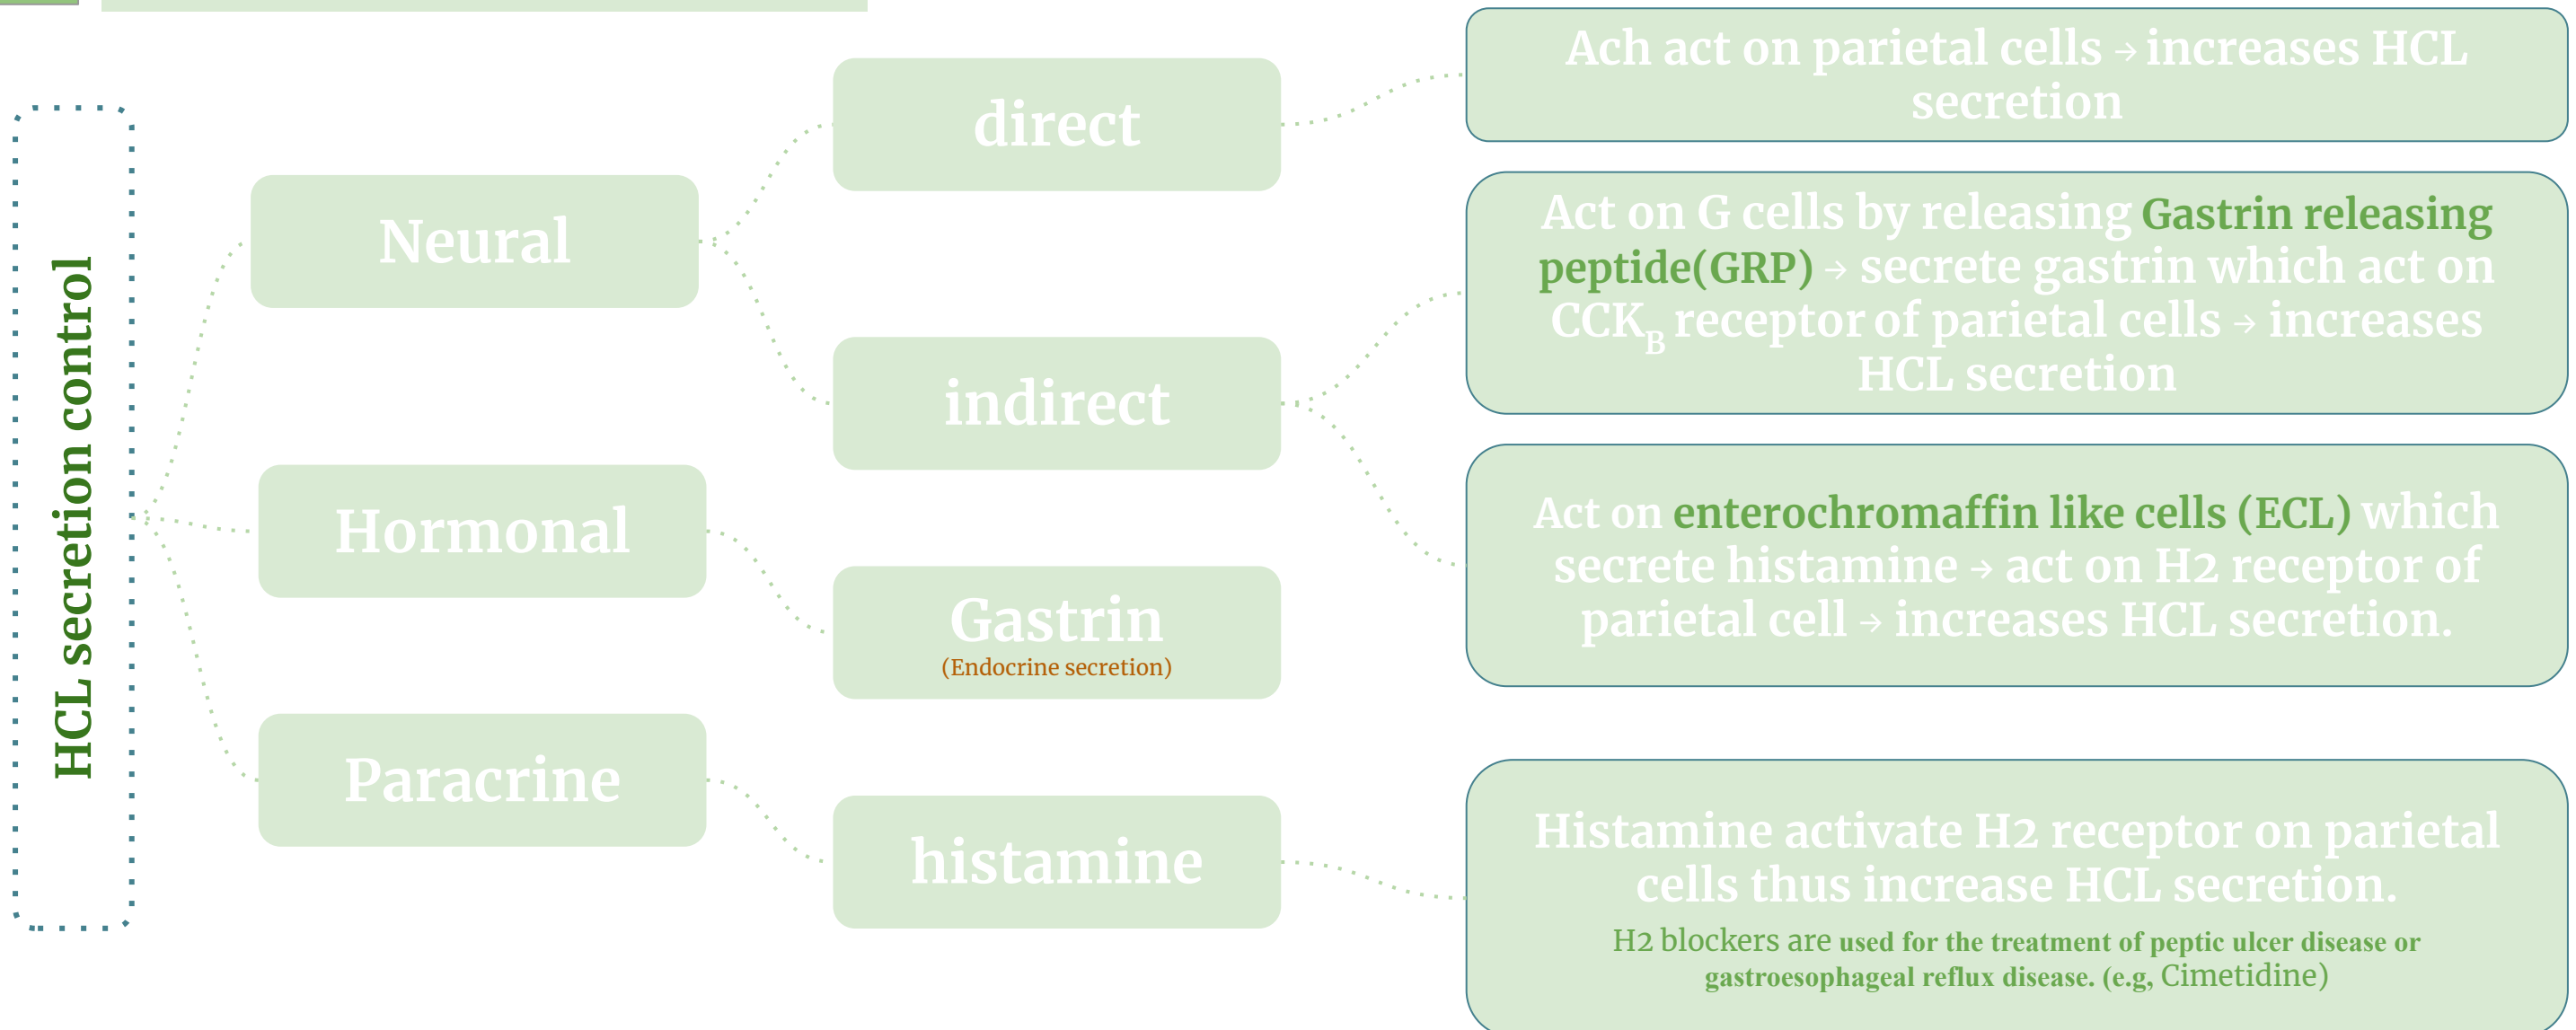 HCL secretion control
Neural
Hormonal
Paracrine
direct
indirect
Gastrin
(Endocrine secretion)
histamine
Ach act on parietal cells → increases HCL
secretion
Act on G cells by releasing Gastrin releasing
peptide(GRP) → secrete gastrin which act on
CCKB receptor of parietal cells → increases
HCL secretion
Act on enterochromaffin like cells (ECL) which
secrete histamine → act on H2 receptor of
parietal cell → increases HCL secretion.
Histamine activate H2 receptor on parietal
cells thus increase HCL secretion.
H2 blockers are used for the treatment of peptic ulcer disease or
gastroesophageal reflux disease. (e.g, Cimetidine)